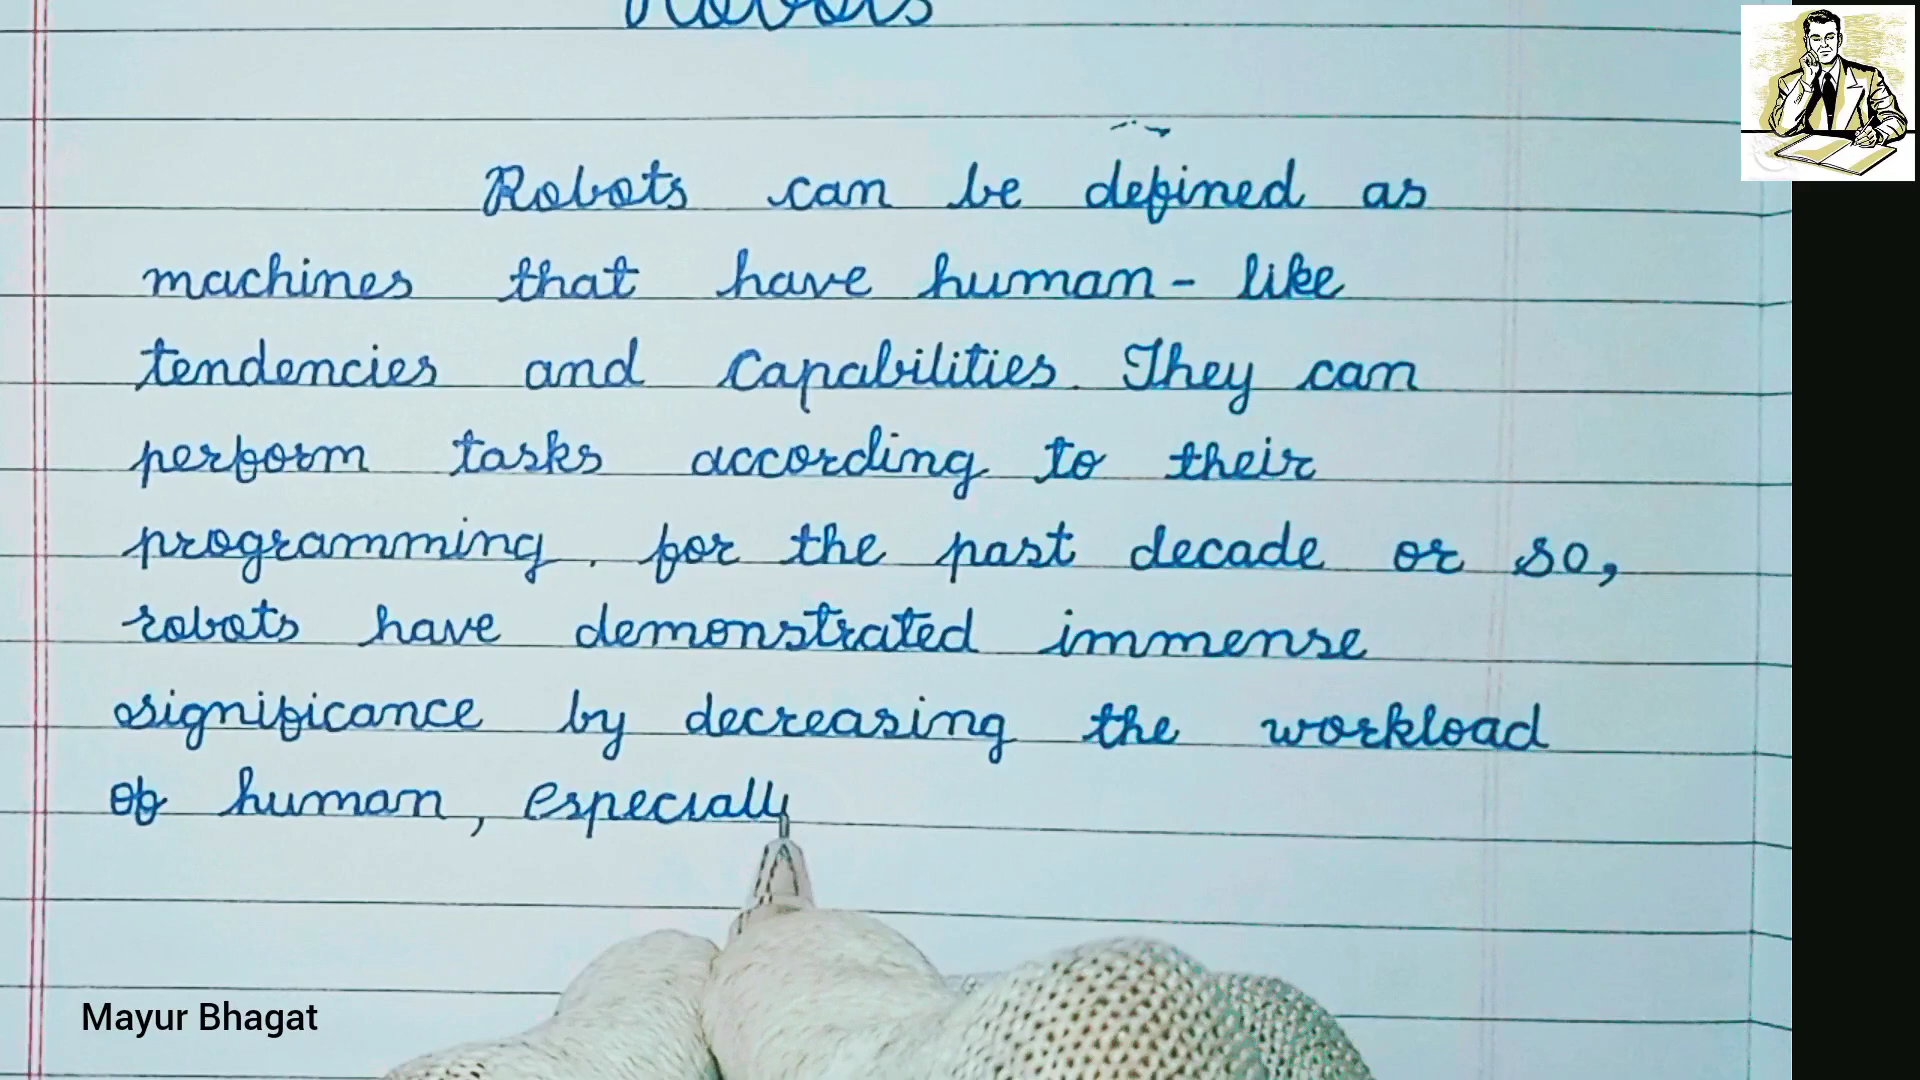 Robots
Robots can be defined as
machines that have human-like
tendencies and capabilities. They can
perform tasks according to their
programming. for the past decade or so,
robots have demonstrated immense
significance by decreasing the workload
of human, especially
Mayur Bhagat